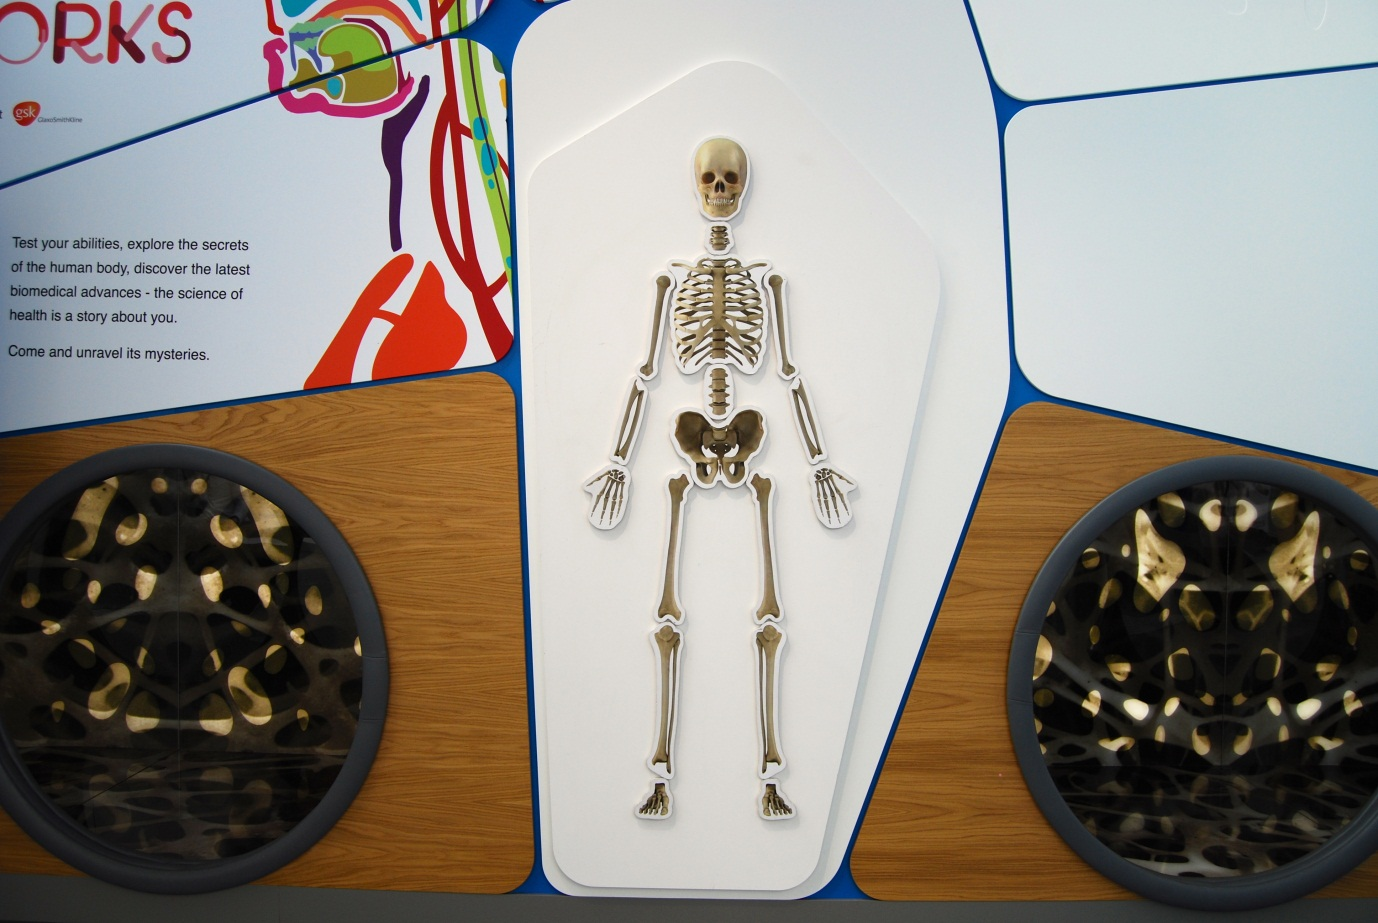 ORKS
t
gsk
GlaxoSmithKline
Test your abilities, explore the secrets
of the human body, discover the latest
biomedical advances - the science of
health is a story about you.
Come and unravel its mysteries.